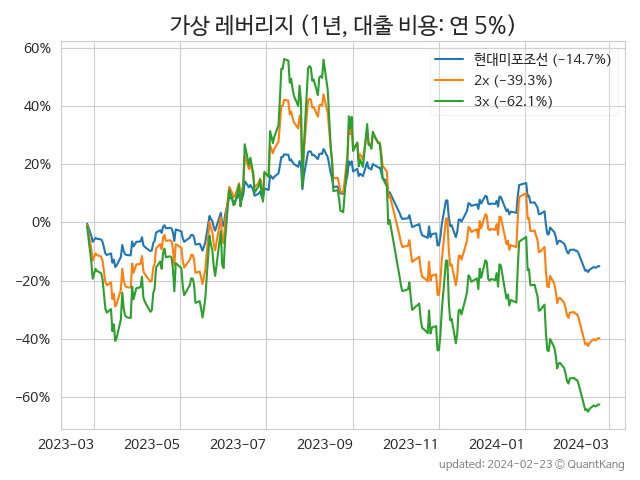 가상 레버리지 (1년, 대출 비용: 연 5%)
60%
40%
20%
0%
−20%
−40%
−60%
현대미포조선 (−14.7%)
2x (−39.3%)
3x (−62.1%)
2023-03
2023-05
2023-07
2023-09
2023-11
2024-01
2024-03
updated: 2024-02-23 © QuantKang